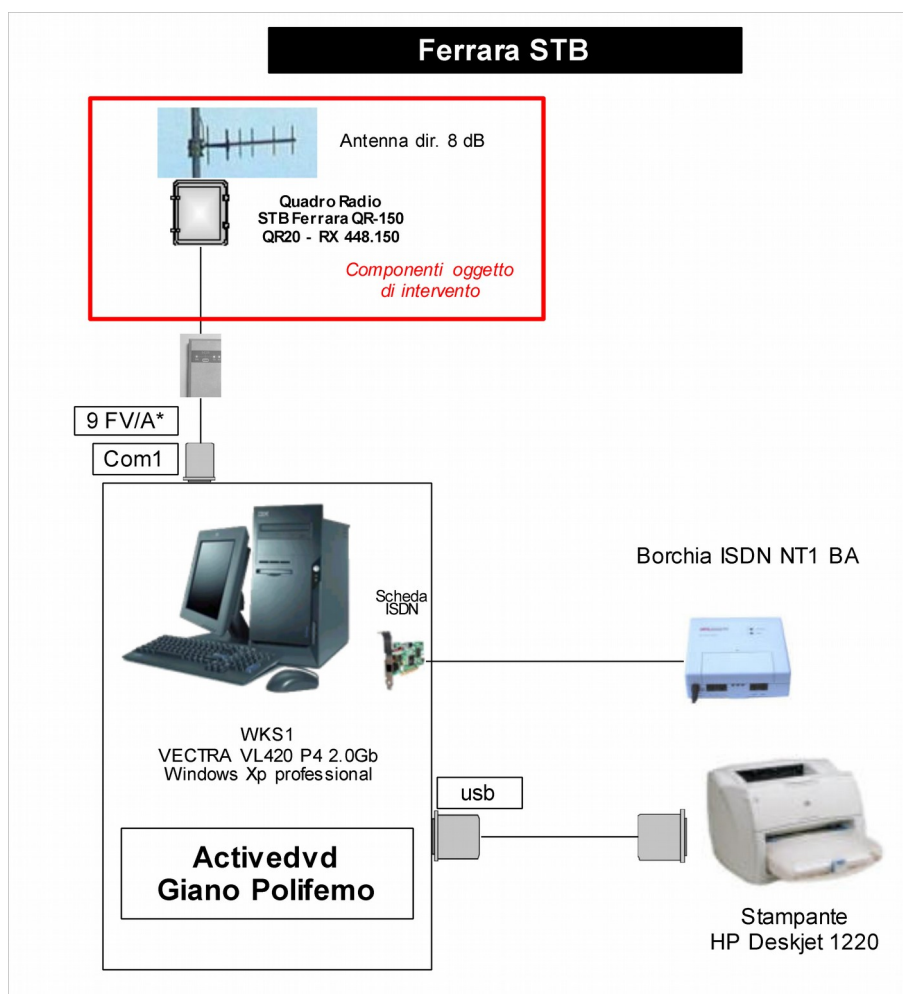 Ferrara STB
Antenna dir. 8 dB
Quadro Radio
STB Ferrara QR-150
QR20 - RX 448.150
Componenti oggetto
di intervento
9 FV/A*
Com1
Scheda
ISDN
Borchia ISDN NT1 BA
WKS1
VECTRA VL420 P4 2.0Gb
Windows Xp professional
usb
Activedvd
Giano Polifemo
Stampante
HP Deskjet 1220